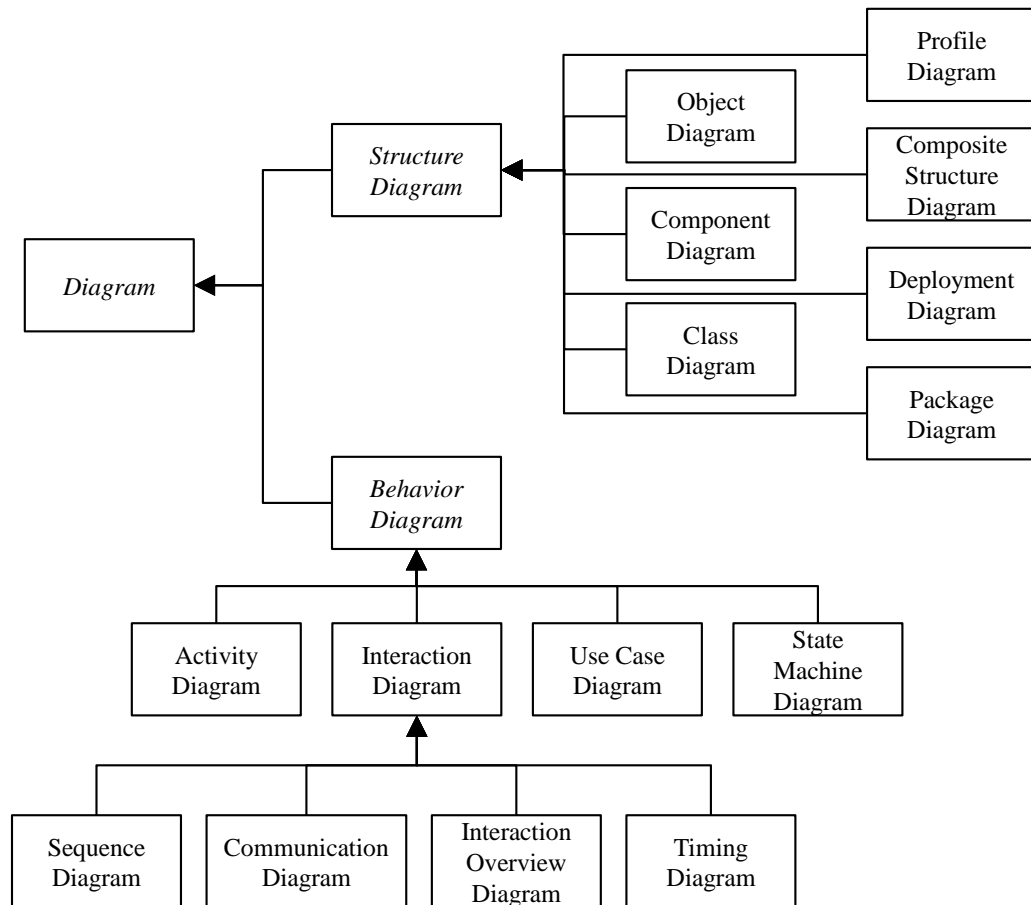 Profile
Diagram
Object
Diagram
Structure
Diagram
Composite
Structure
Diagram
Component
Diagram
Diagram
Deployment
Diagram
Class
Diagram
Package
Diagram
Behavior
Diagram
Activity
Diagram
Interaction
Diagram
Use Case
Diagram
State
Machine
Diagram
Sequence
Diagram
Communication
Diagram
Interaction
Overview
Diagram
Timing
Diagram